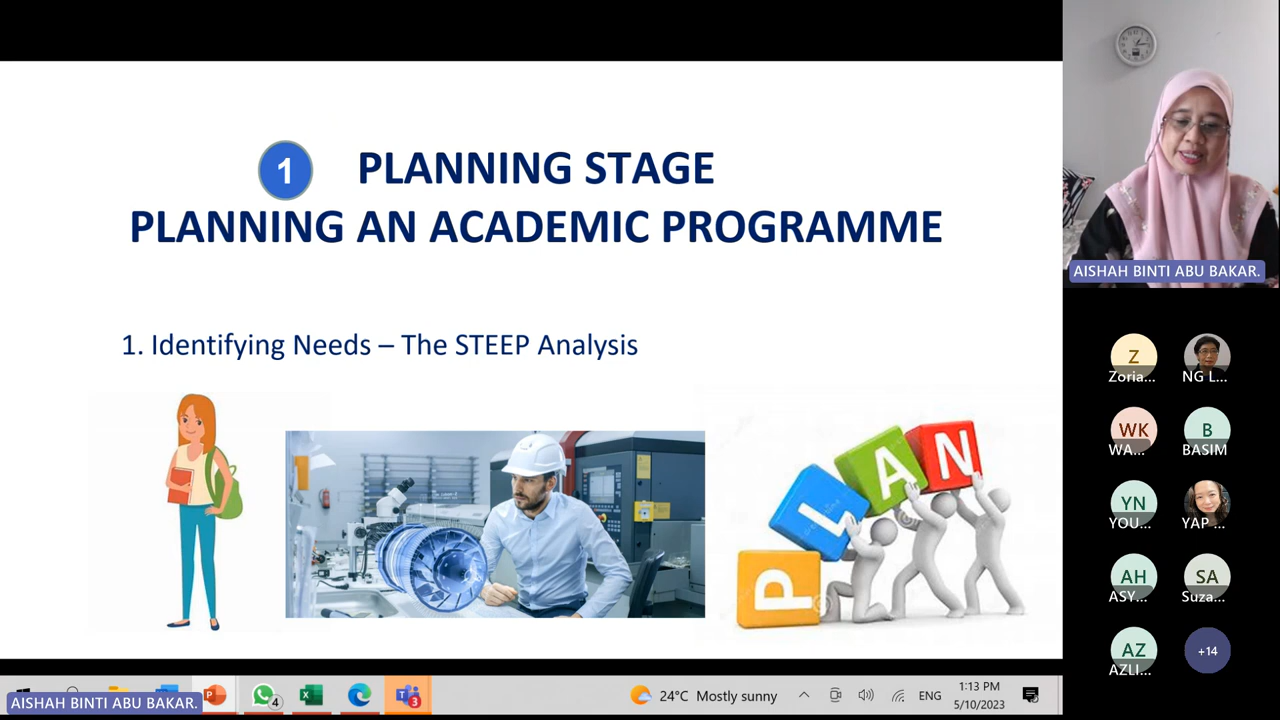 1 PLANNING STAGE
PLANNING AN ACADEMIC PROGRAMME
1. Identifying Needs – The STEEP Analysis
P L A N
AISHAH BINTI ABU BAKAR.
Z
Zoria...
NG L...
WK
WA...
B
BASIM
YN
YOU...
YAP ...
AH
ASY...
SA
Suza...
AZ
AZLI...
+14
AISHAH BINTI ABU BAKAR.
4
3
24°C Mostly sunny
ENG
1:13 PM
5/10/2023